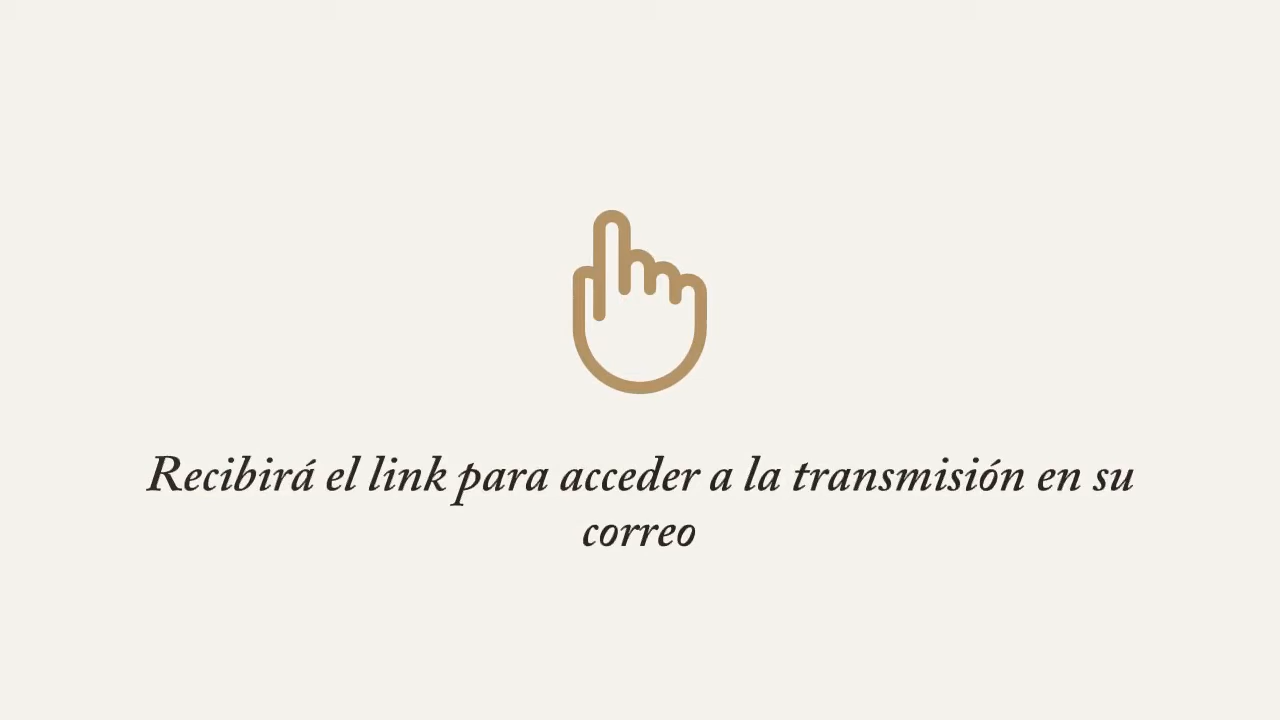 Recibirá el link para acceder a la transmisión en su
correo